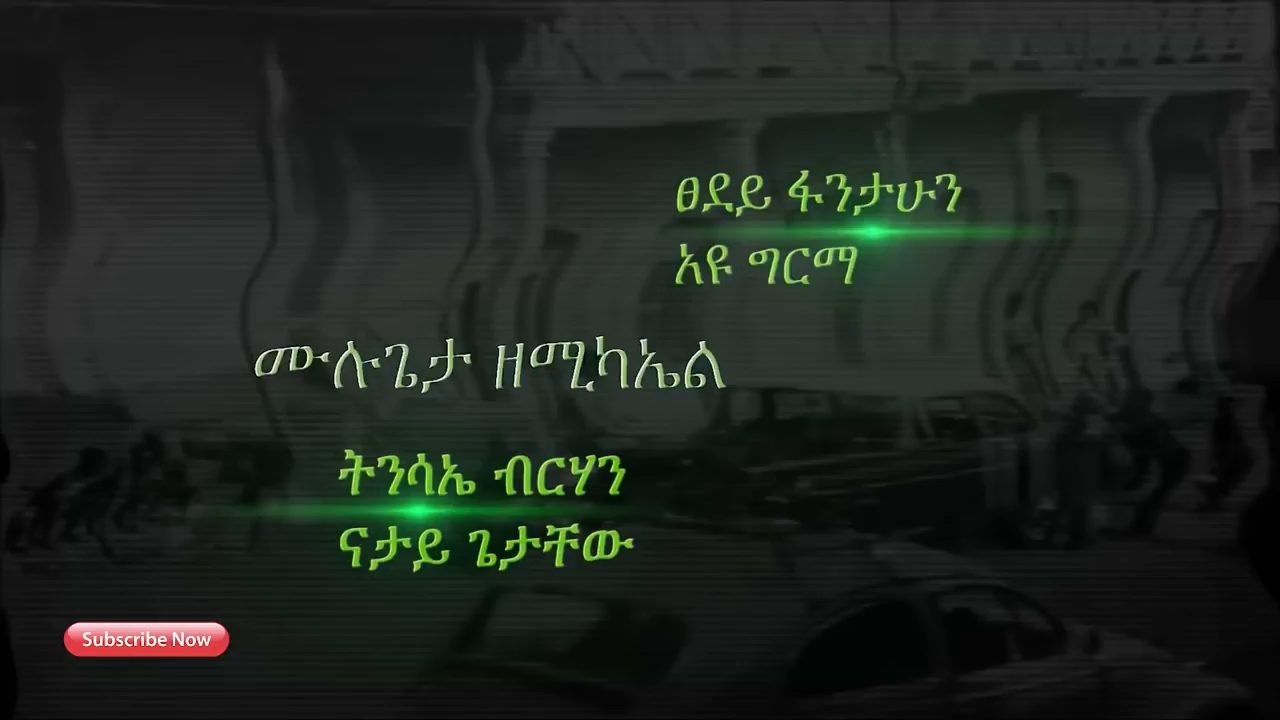 ፀደይ ፋንታሁን
አዩ ግርማ
ሙሉጌታ ዘሚካኤል
ትንሳኤ ብርሃን
ናታይ ጌታቸው
Subscribe Now